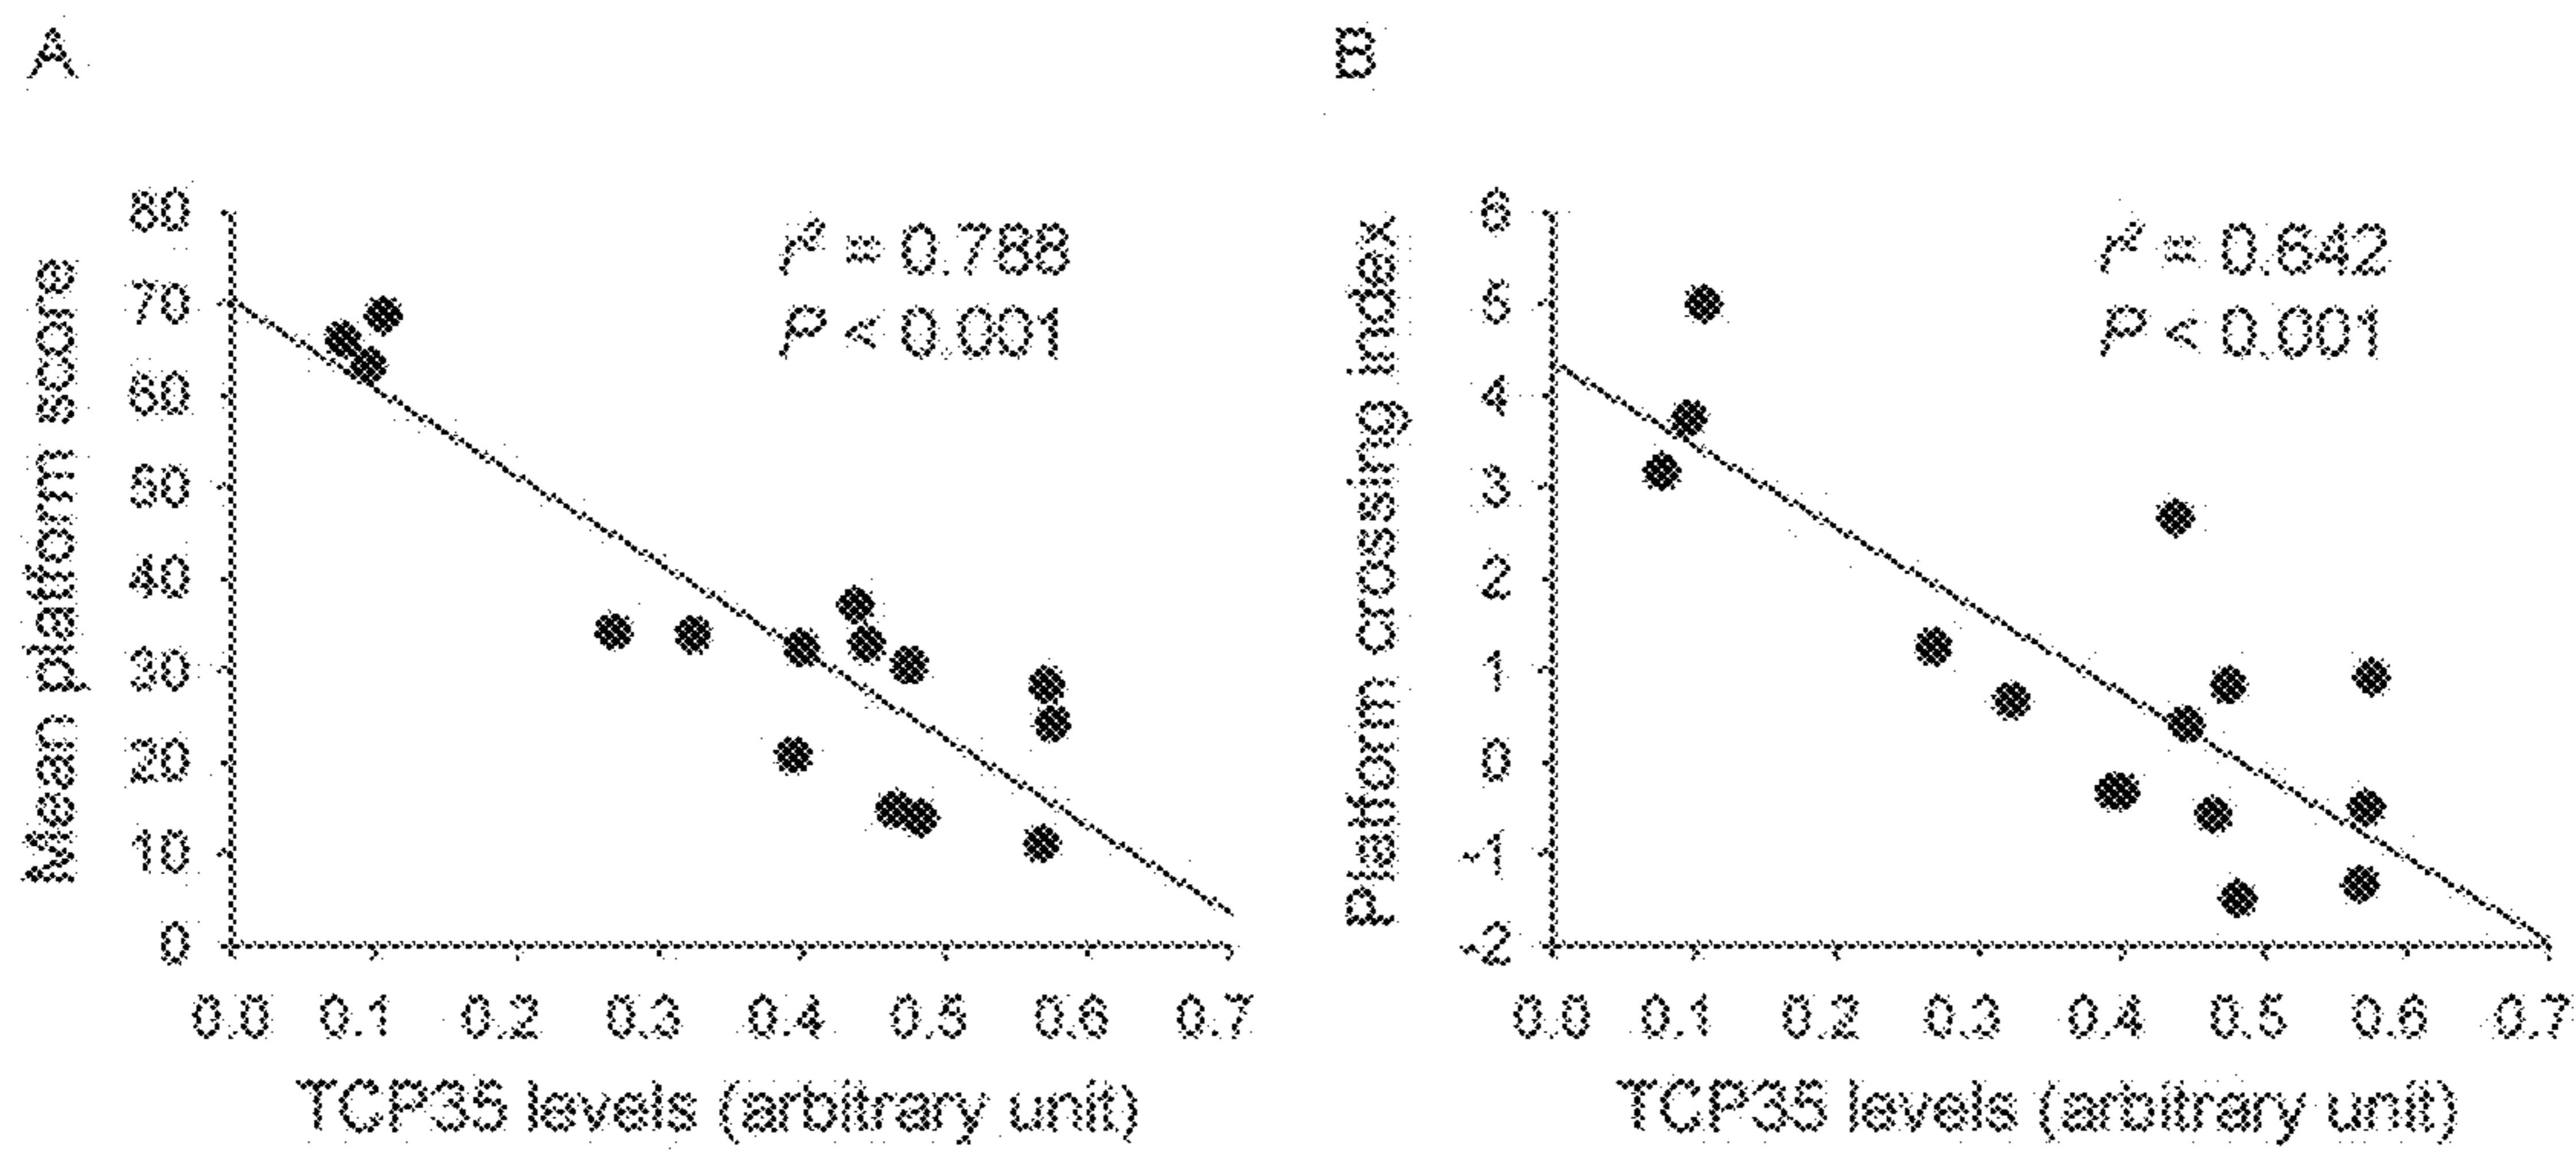 A
B
80
70
60
50
40
30
20
10
0
Mean platform score
r² = 0.788
P < 0.001
0.0 0.1 0.2 0.3 0.4 0.5 0.6 0.7
TCP35 levels (arbitrary unit)
6
5
4
3
2
1
0
-1
-2
Platform crossing index
r² = 0.642
P < 0.001
0.0 0.1 0.2 0.3 0.4 0.5 0.6 0.7
TCP35 levels (arbitrary unit)